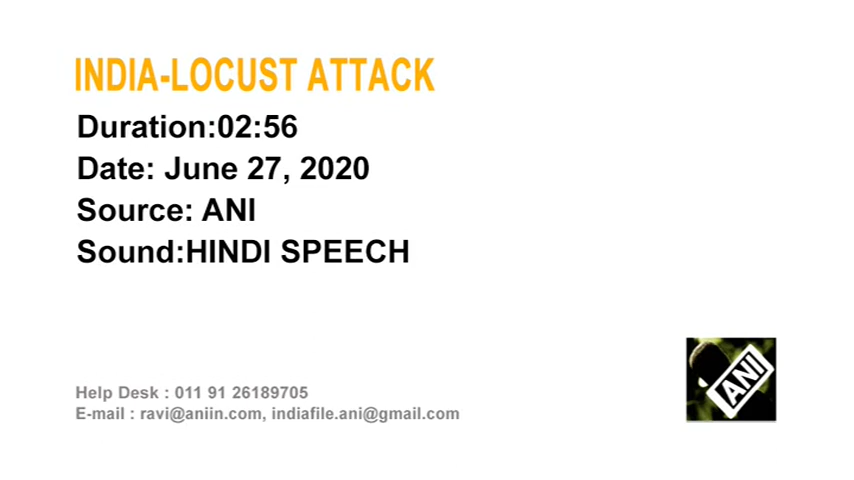 INDIA-LOCUST ATTACK
Duration:02:56
Date: June 27, 2020
Source: ANI
Sound:HINDI SPEECH
ANI
Help Desk : 011 91 26189705
E-mail : ravi@aniin.com, indiafile.ani@gmail.com